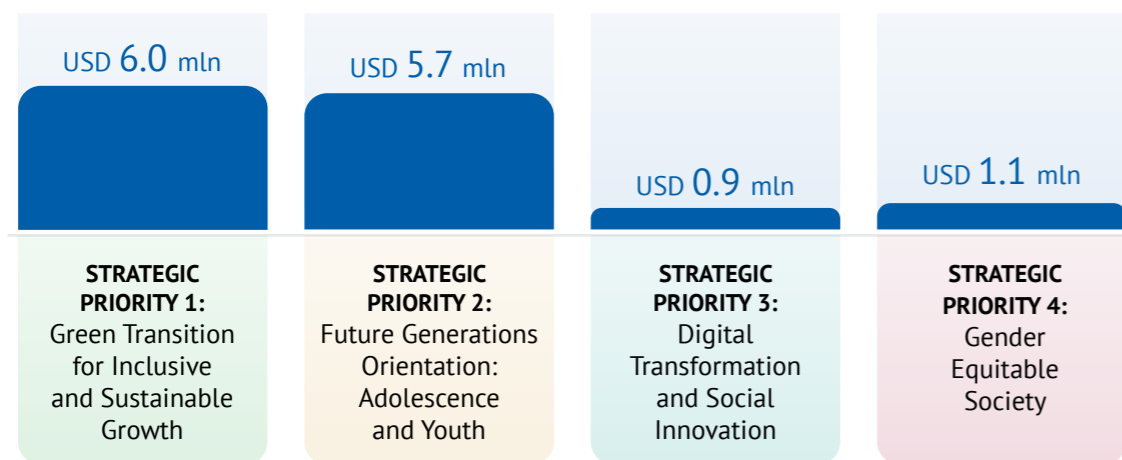 USD 6.0 mln
USD 5.7 mln
USD 0.9 mln
USD 1.1 mln
STRATEGIC
PRIORITY 1:
Green Transition
for Inclusive
and Sustainable
Growth
STRATEGIC
PRIORITY 2:
Future Generations
Orientation:
Adolescence
and Youth
STRATEGIC
PRIORITY 3:
Digital
Transformation
and Social
Innovation
STRATEGIC
PRIORITY 4:
Gender
Equitable
Society